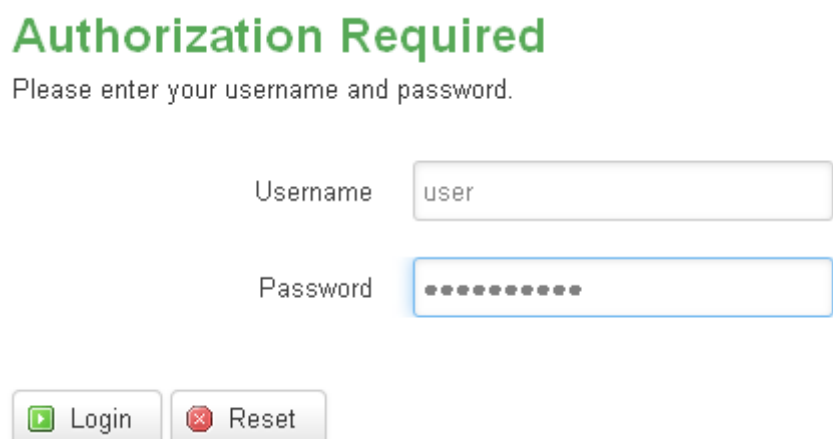 Authorization Required
Please enter your username and password.
Username user
Password ••••••••••
Login Reset